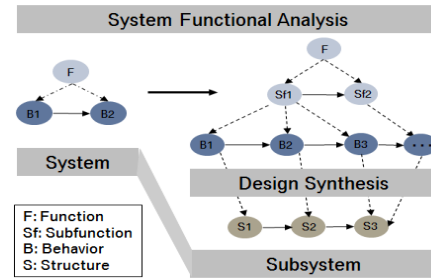 System Functional Analysis
F
F
Sf1
Sf2
B1
B2
B1
B2
B3
...
System
Design Synthesis
F: Function
Sf: Subfunction
B: Behavior
S: Structure
S1
S2
S3
Subsystem